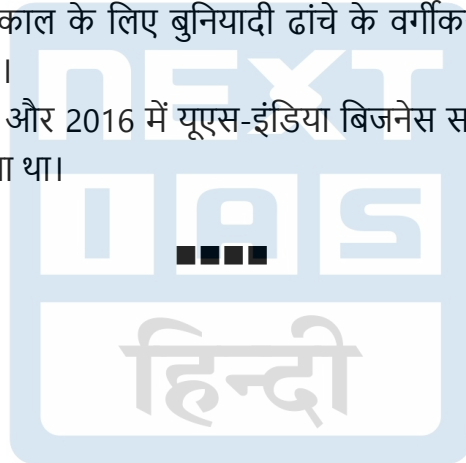 काल के लिए बुनियादी ढांचे के वर्गीक
।
और 2016 में यूएस-इंडिया बिजनेस स
ा था।
NEXT
IAS
हिन्दी